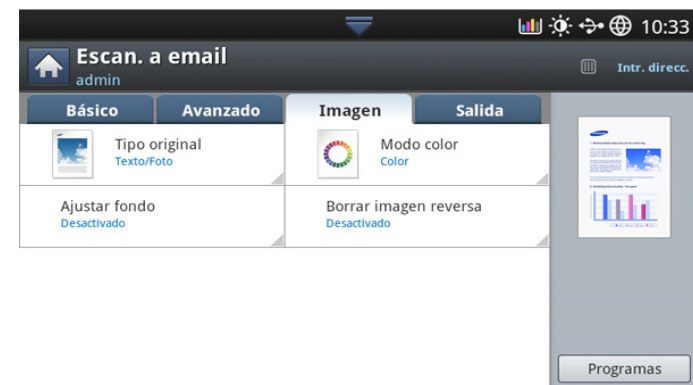 10:33
Escan. a email
admin
Intr. direcc.
Básico
Avanzado
Imagen
Salida
Tipo original
Texto/Foto
Modo color
Color
Ajustar fondo
Desactivado
Borrar imagen reversa
Desactivado
Programas